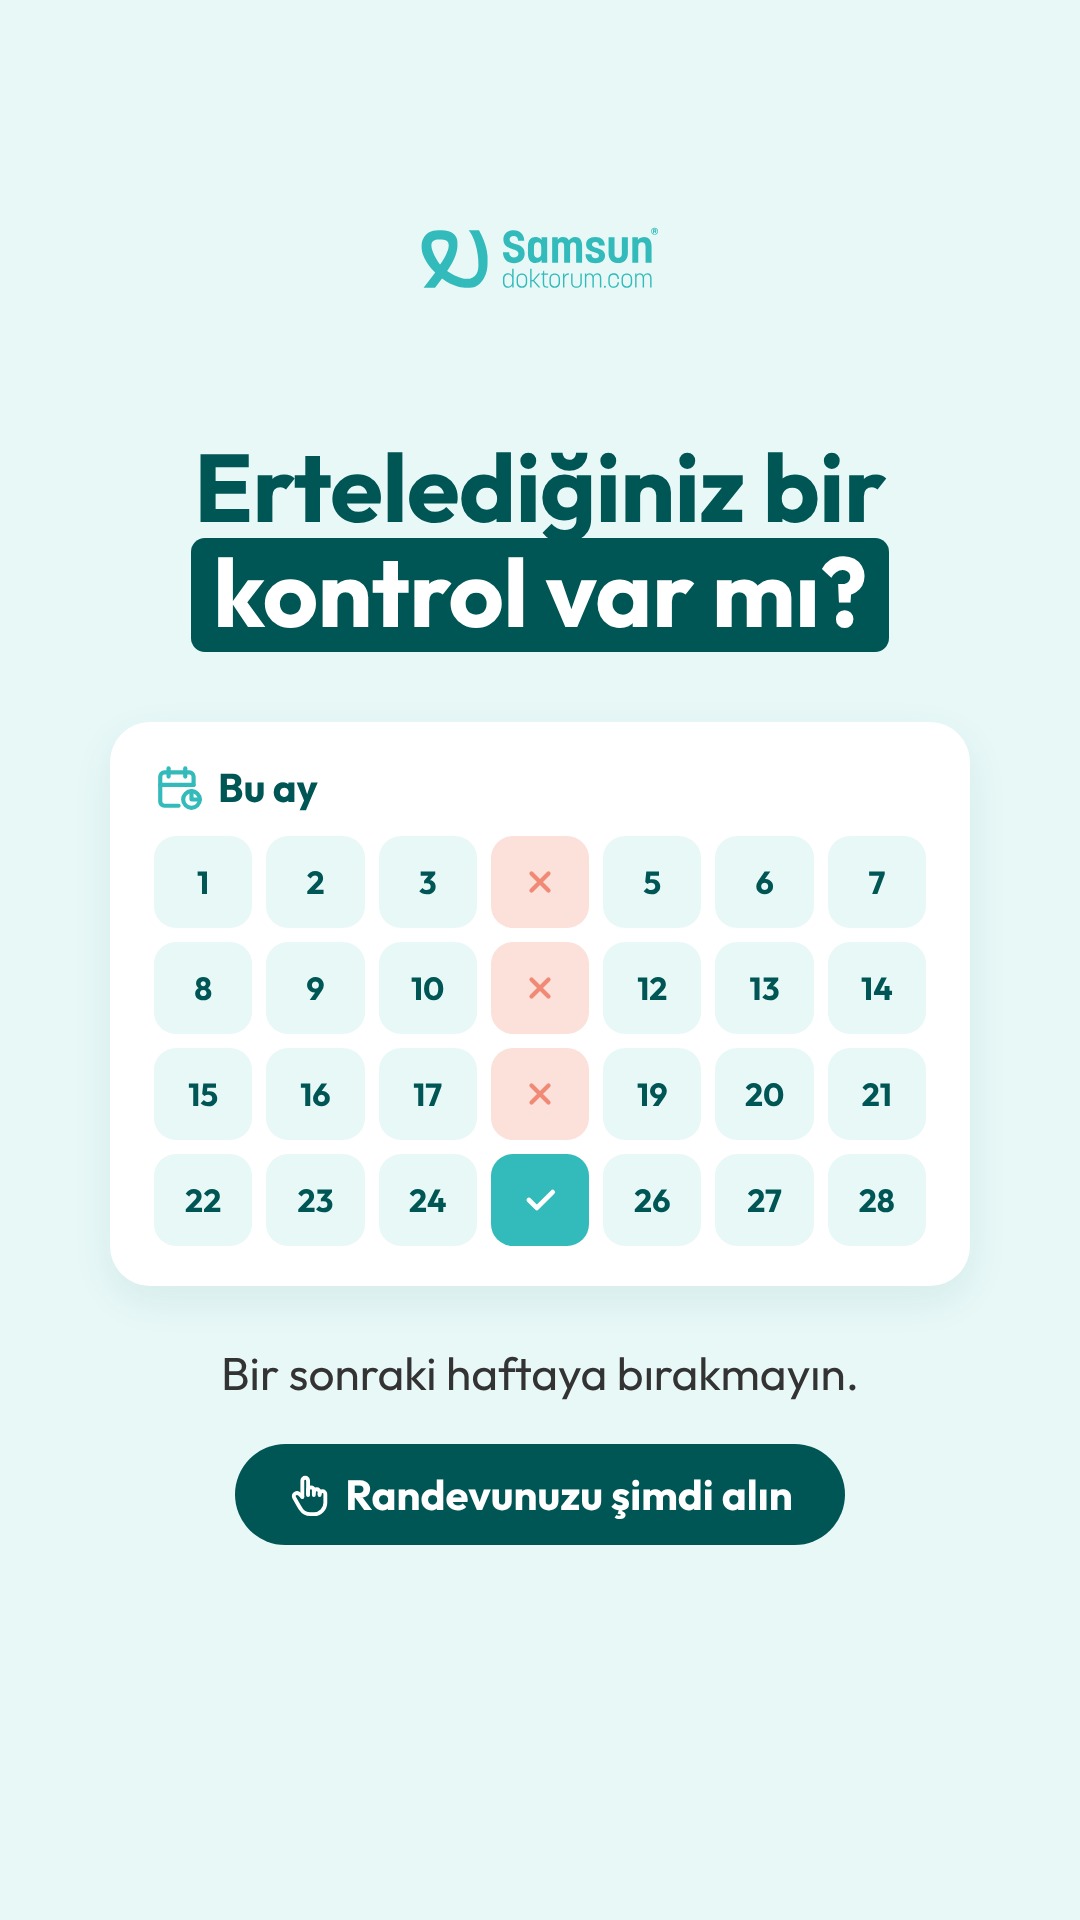 Samsun®
doktorum.com
Ertelediğiniz bir
kontrol var mı?
Bu ay
1 2 3 5 6 7
8 9 10 12 13 14
15 16 17 19 20 21
22 23 24 26 27 28
Bir sonraki haftaya bırakmayın.
Randevunuzu şimdi alın